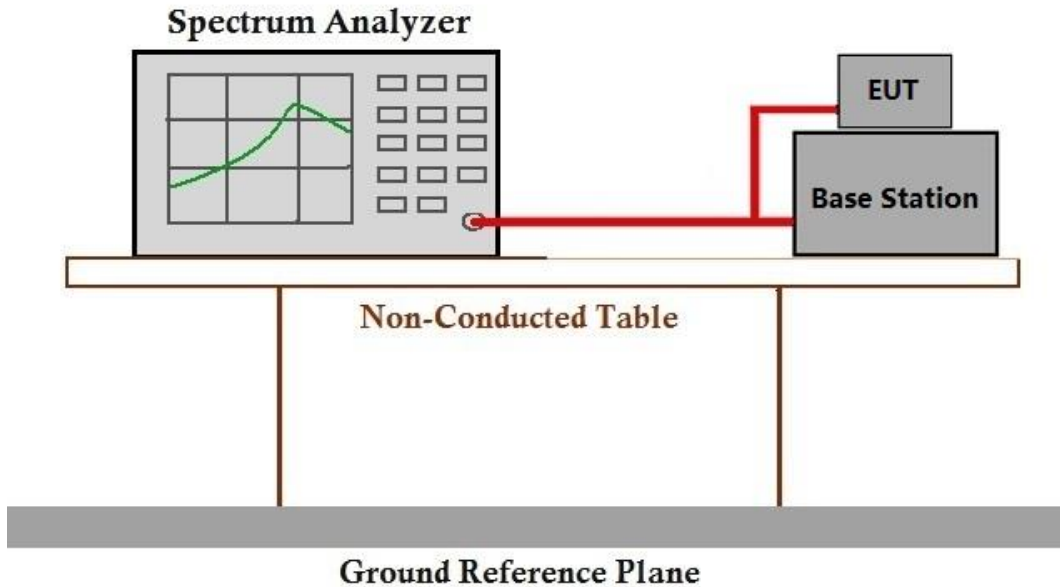 Spectrum Analyzer
EUT
Base Station
Non-Conducted Table
Ground Reference Plane